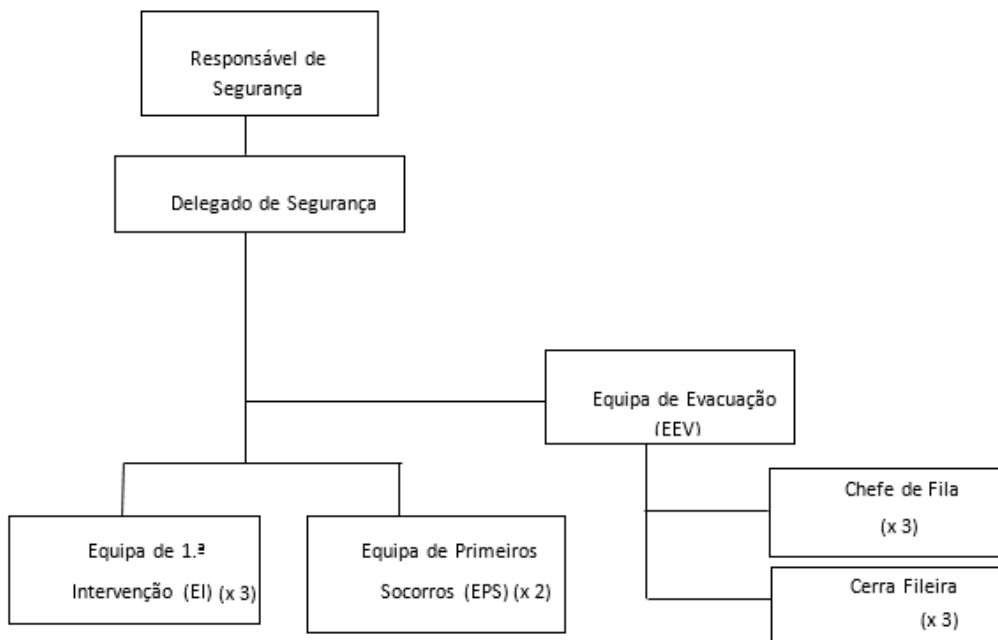 Responsável de
Segurança
Delegado de Segurança
Equipa de Evacuação
(EEV)
Chefe de Fila
(x 3)
Equipa de 1.ª
Intervenção (EI) (x 3)
Equipa de Primeiros
Socorros (EPS) (x 2)
Cerra Fileira
(x 3)